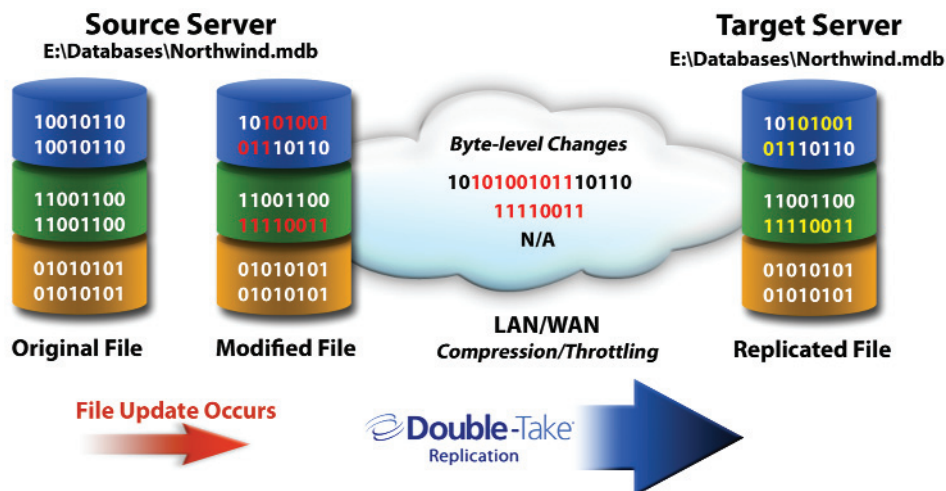 Source Server
E:\Databases\Northwind.mdb
Target Server
E:\Databases\Northwind.mdb
10010110
10010110
11001100
11001100
01010101
01010101
Original File
10101001
01110110
11001100
11110011
01010101
01010101
Modified File
Byte-level Changes
1010100101110110
11110011
N/A
LAN/WAN
Compression/Throttling
10101001
01110110
11001100
11110011
01010101
01010101
Replicated File
File Update Occurs
Double-Take®
Replication